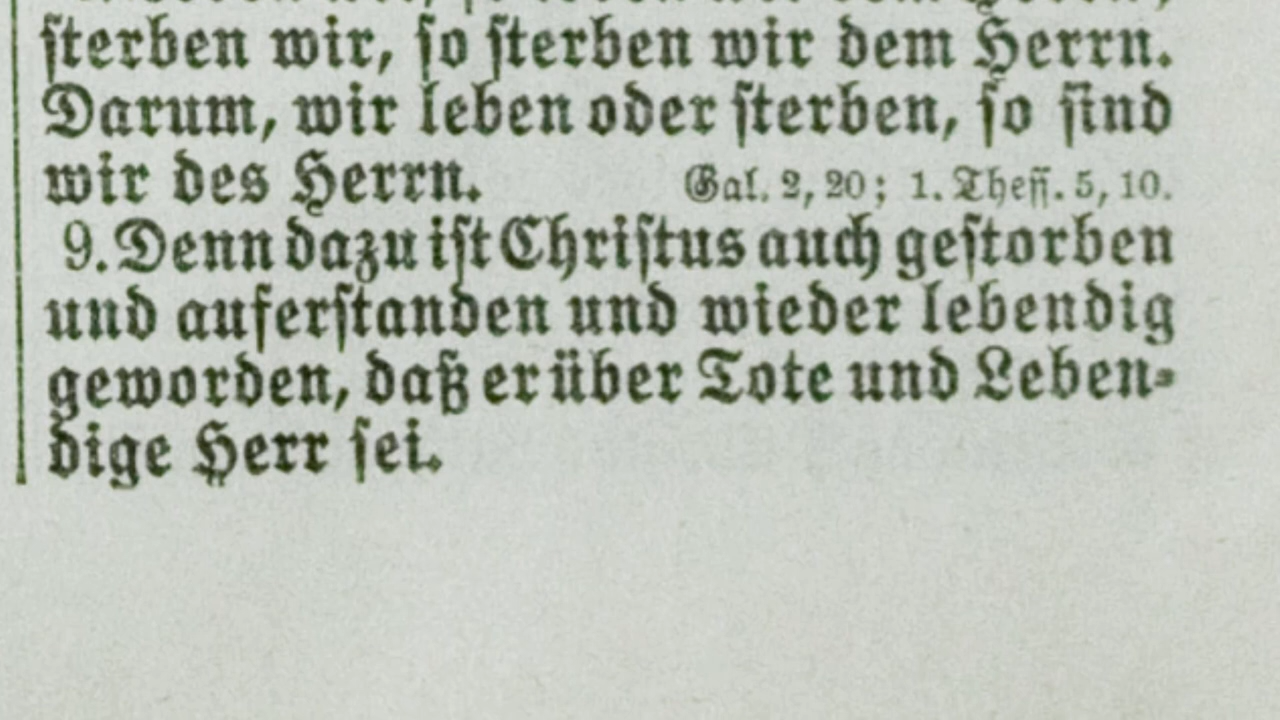 sterben wir, so sterben wir dem Herrn.
Darum, wir leben oder sterben, so sind
wir des Herrn. Gal. 2, 20; 1. Thess. 5, 10.
9. Denn dazu ist Christus auch gestorben
und auferstanden und wieder lebendig
geworden, daß er über Tote und Leben-
dige Herr sei.